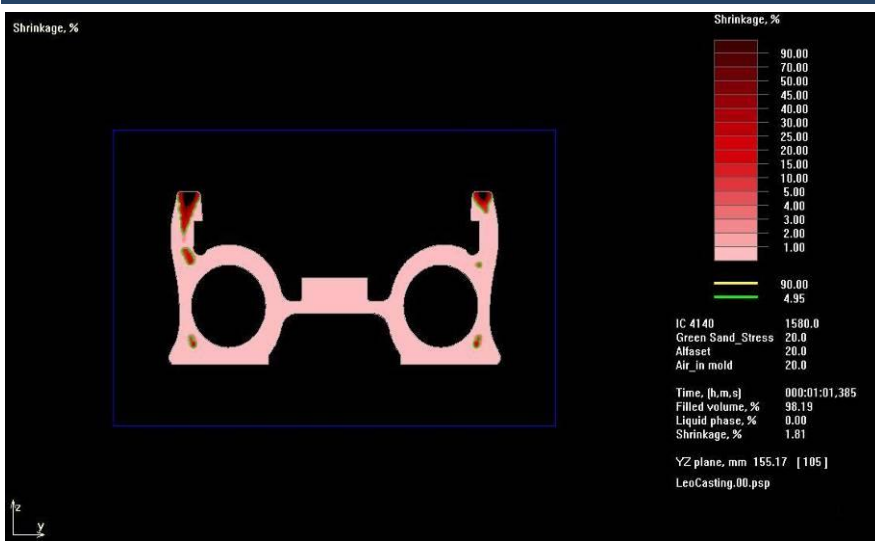 Shrinkage, %
Shrinkage, %
90.00
70.00
50.00
45.00
40.00
30.00
25.00
20.00
15.00
10.00
5.00
4.00
3.00
2.00
1.00
90.00
4.95
IC 4140 1580.0
Green Sand_Stress 20.0
Alfaset 20.0
Air_in mold 20.0
Time, (h,m,s) 000:01:01,385
Filled volume, % 98.19
Liquid phase, % 0.00
Shrinkage, % 1.81
YZ plane, mm 155.17 [105]
LeoCasting.00.psp
z
y